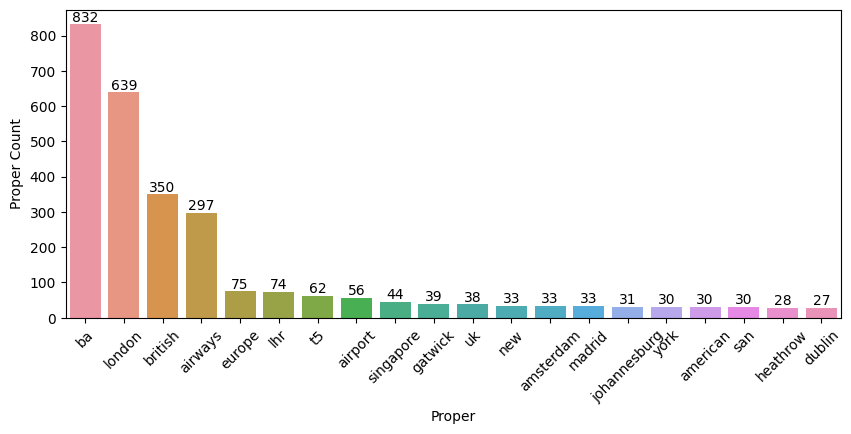 Proper Count
800
700
600
500
400
300
200
100
0
832
639
350
297
75
74
62
56
44
39
38
33
33
33
31
30
30
30
28
27
ba
london
british
airways
europe
lhr
t5
airport
singapore
gatwick
uk
new
amsterdam
madrid
johannesburg
york
american
san
heathrow
dublin
Proper